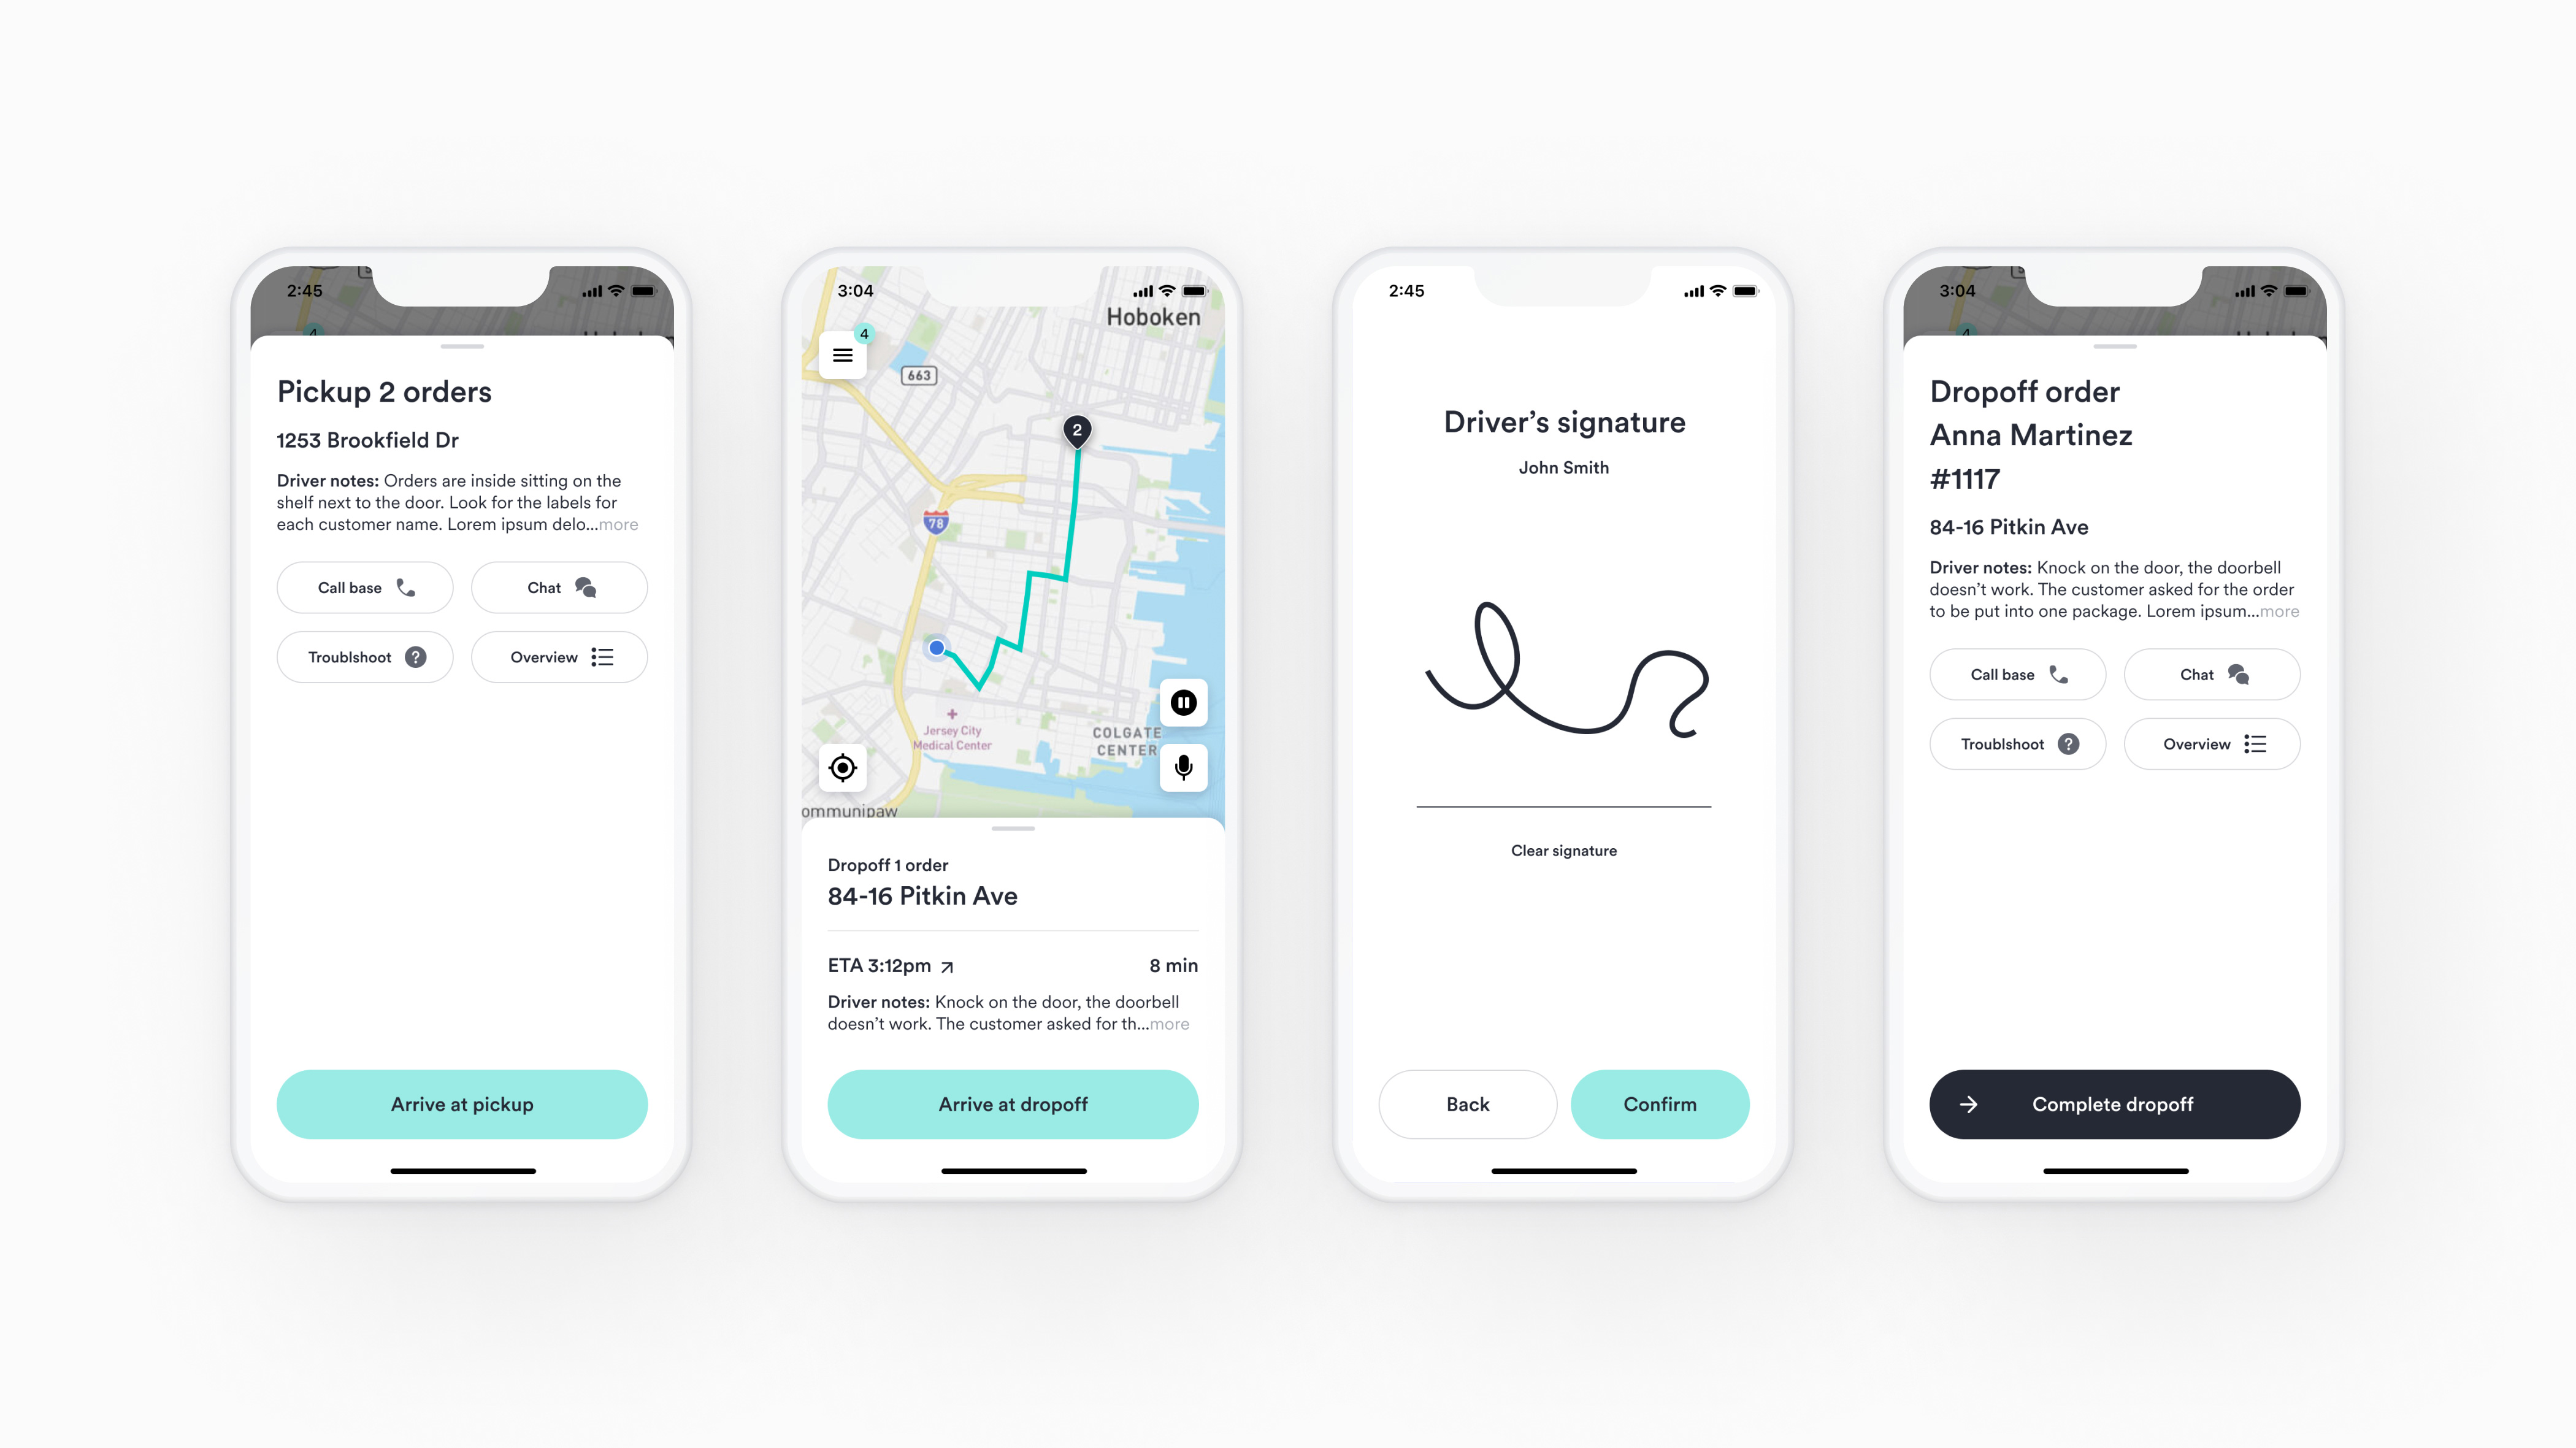 2:45
4
Pickup 2 orders
1253 Brookfield Dr
Driver notes: Orders are inside sitting on the
shelf next to the door. Look for the labels for
each customer name. Lorem ipsum delo...more
Call base
Chat
Troublshoot
Overview
Arrive at pickup
3:04
Hoboken
4
663
2
78
Jersey City
Medical Center
COLGATE
CENTER
ommunipaw
Dropoff 1 order
84-16 Pitkin Ave
ETA 3:12pm
8 min
Driver notes: Knock on the door, the doorbell
doesn’t work. The customer asked for th...more
Arrive at dropoff
2:45
Driver’s signature
John Smith
Clear signature
Back
Confirm
3:04
4
Dropoff order
Anna Martinez
#1117
84-16 Pitkin Ave
Driver notes: Knock on the door, the doorbell
doesn’t work. The customer asked for the order
to be put into one package. Lorem ipsum...more
Call base
Chat
Troublshoot
Overview
Complete dropoff